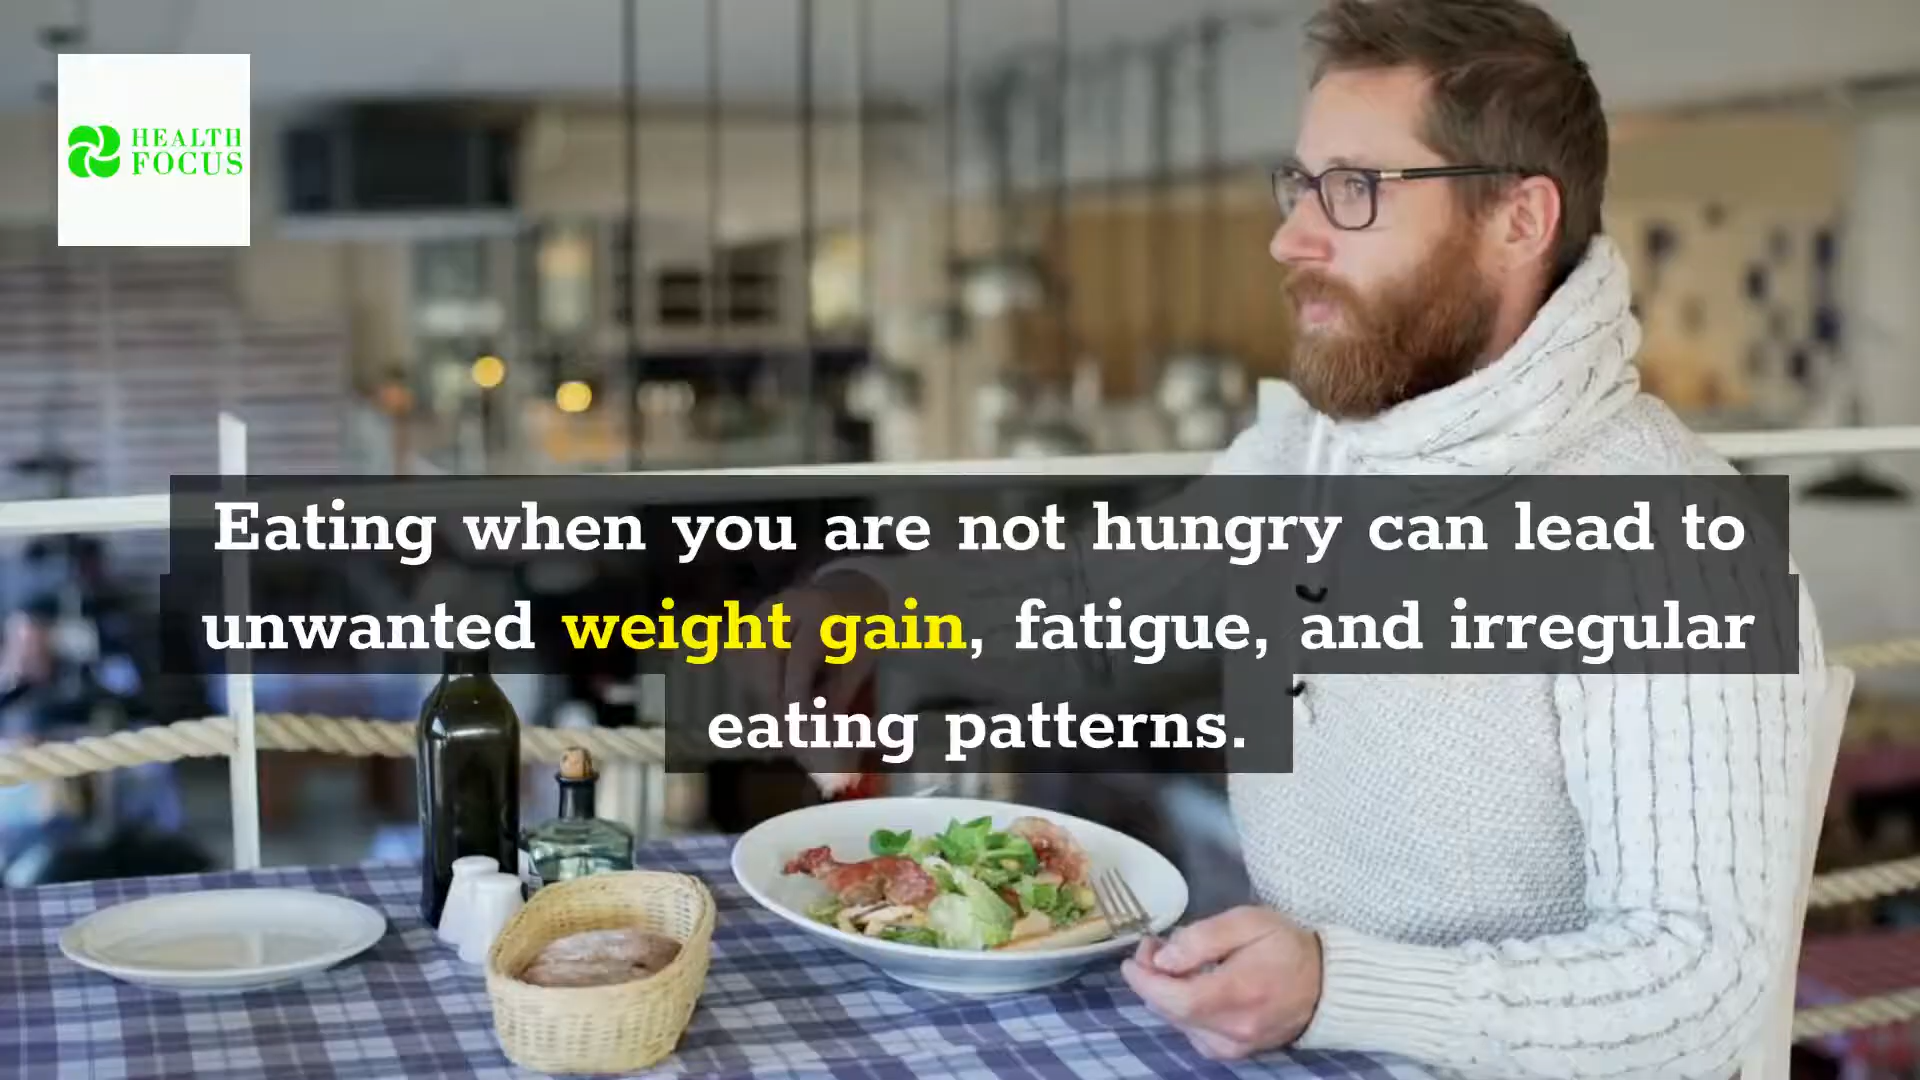 HEALTH
FOCUS
Eating when you are not hungry can lead to
unwanted weight gain, fatigue, and irregular
eating patterns.